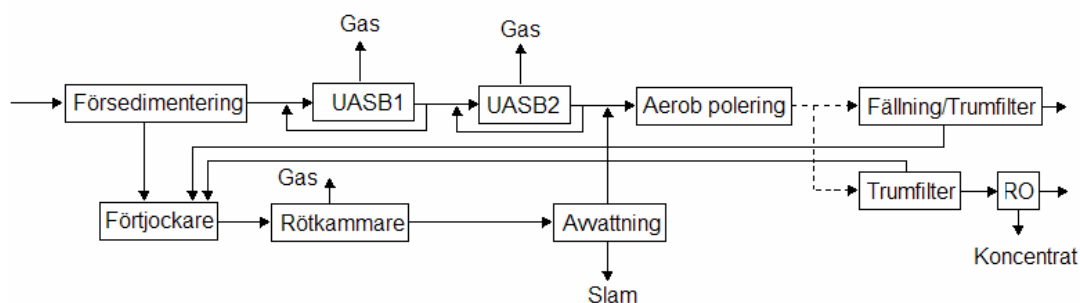 Gas
Gas
Försedimentering
UASB1
UASB2
Aerob polering
Fällning/Trumfilter
Gas
Trumfilter
RO
Förtjockare
Rötkammare
Avvattning
Koncentrat
Slam